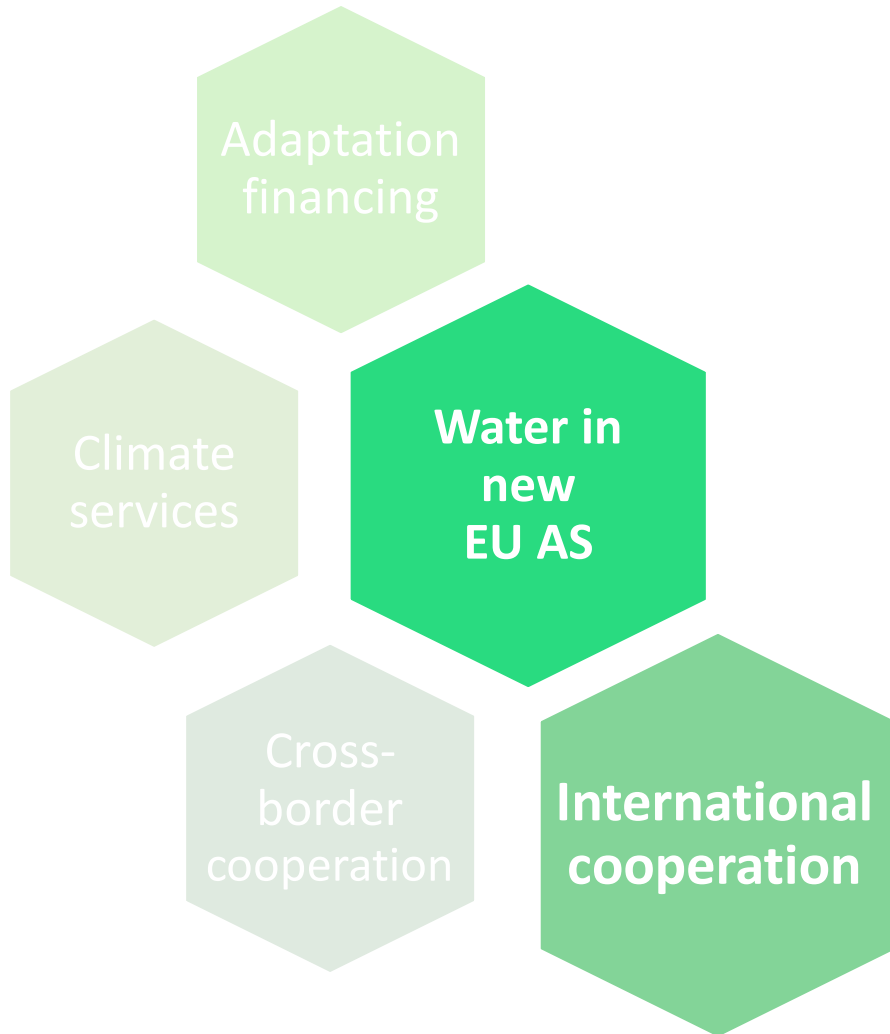 Adaptation
financing
Climate
services
Water in
new
EU AS
Cross-
border
cooperation
International
cooperation